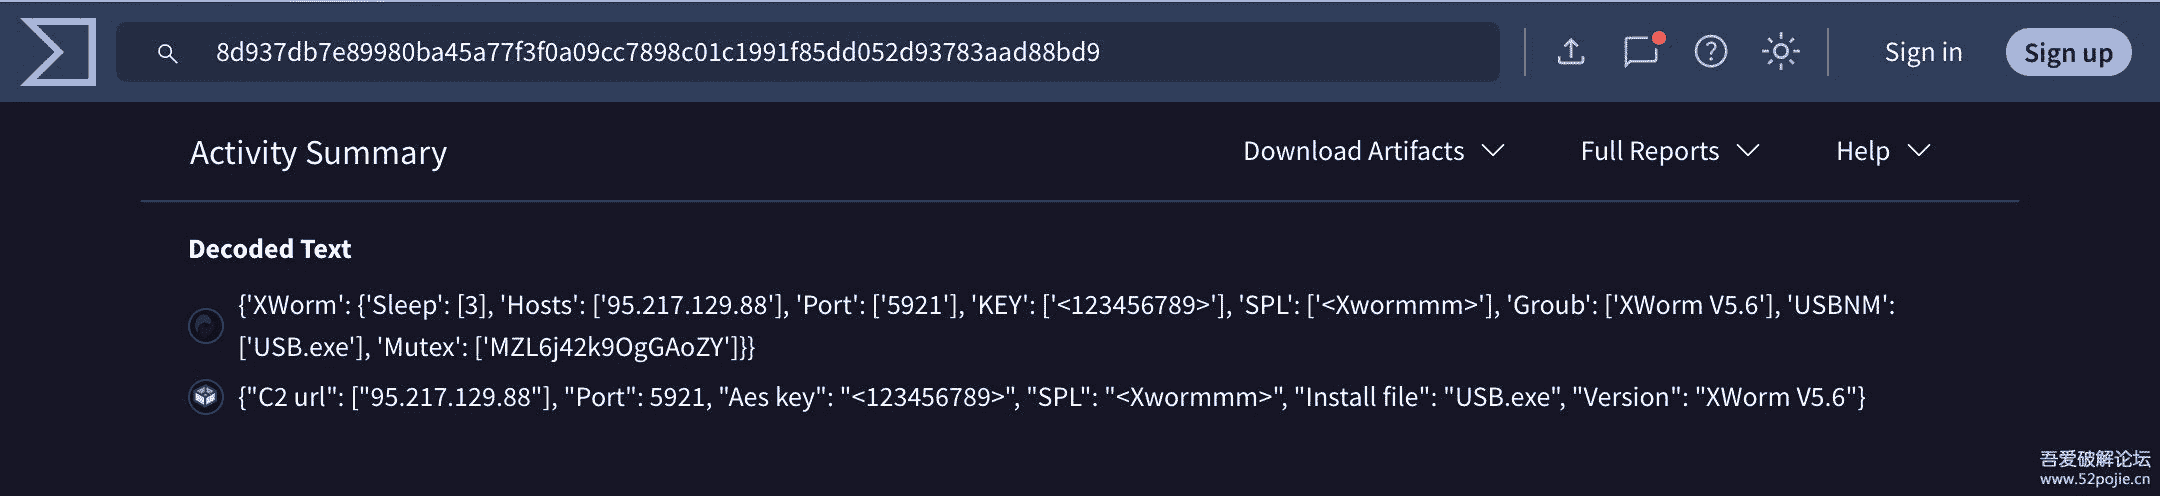 8d937db7e89980ba45a77f3f0a09cc7898c01c1991f85dd052d93783aad88bd9
Sign in
Sign up
Activity Summary
Download Artifacts
Full Reports
Help
Decoded Text
{'XWorm': {'Sleep': [3], 'Hosts': ['95.217.129.88'], 'Port': ['5921'], 'KEY': ['<123456789>'], 'SPL': ['<Xwormmm>'], 'Groub': ['XWorm V5.6'], 'USBNM':
['USB.exe'], 'Mutex': ['MZL6j42k9OgGAoZY']}}
{"C2 url": ["95.217.129.88"], "Port": 5921, "Aes key": "<123456789>", "SPL": "<Xwormmm>", "Install file": "USB.exe", "Version": "XWorm V5.6"}
吾爱破解论坛
www.52pojie.cn